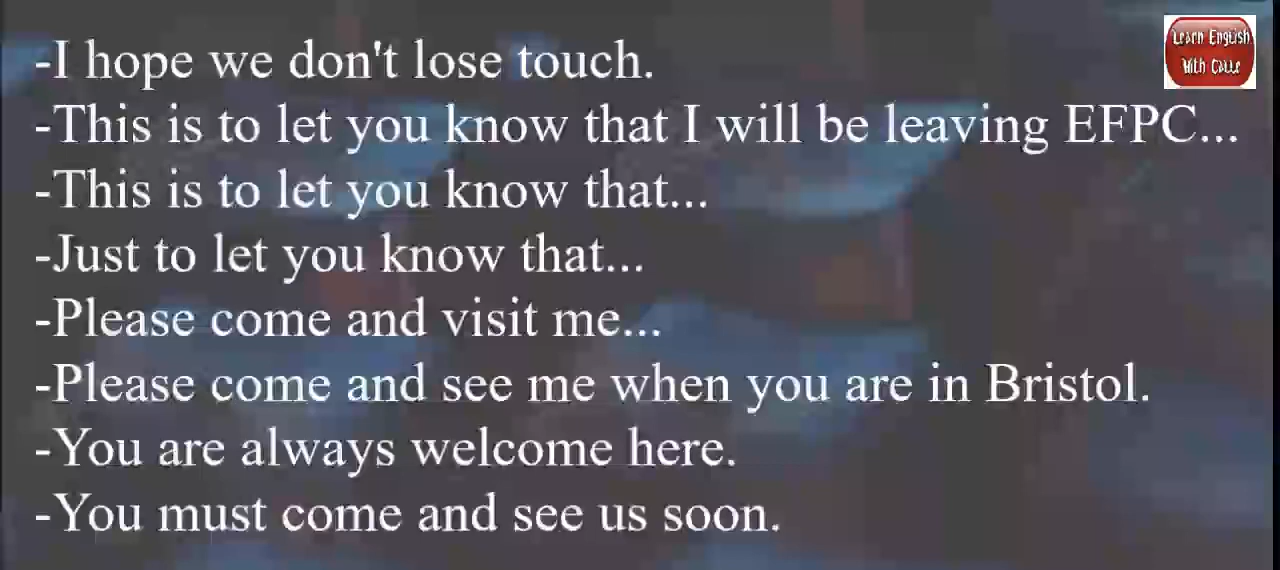 -I hope we don't lose touch.
-This is to let you know that I will be leaving EFPC...
-This is to let you know that...
-Just to let you know that...
-Please come and visit me...
-Please come and see me when you are in Bristol.
-You are always welcome here.
-You must come and see us soon.
Learn English
With